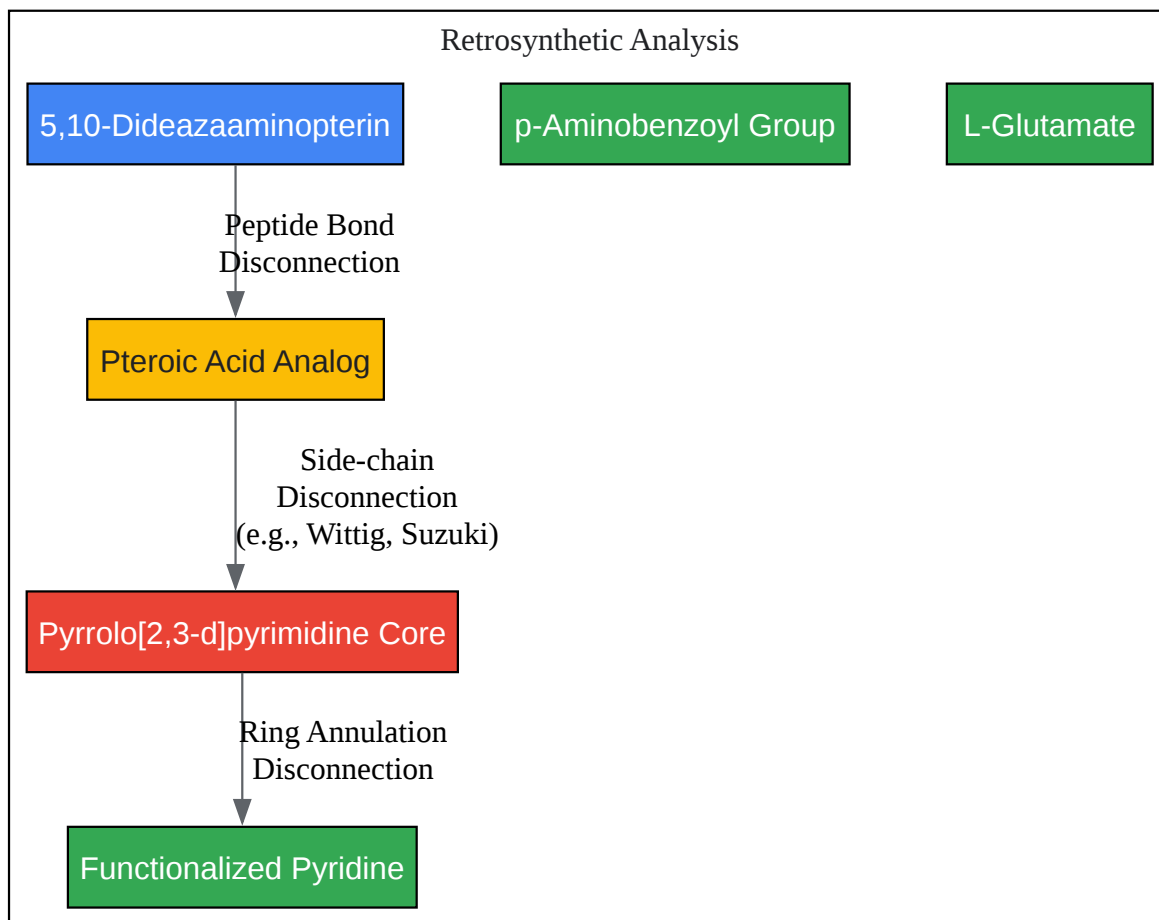 Retrosynthetic Analysis
5,10-Dideazaaminopterin
p-Aminobenzoyl Group
L-Glutamate
Peptide Bond
Disconnection
Pteroic Acid Analog
Side-chain
Disconnection
(e.g., Wittig, Suzuki)
Pyrrolo[2,3-d]pyrimidine Core
Ring Annulation
Disconnection
Functionalized Pyridine